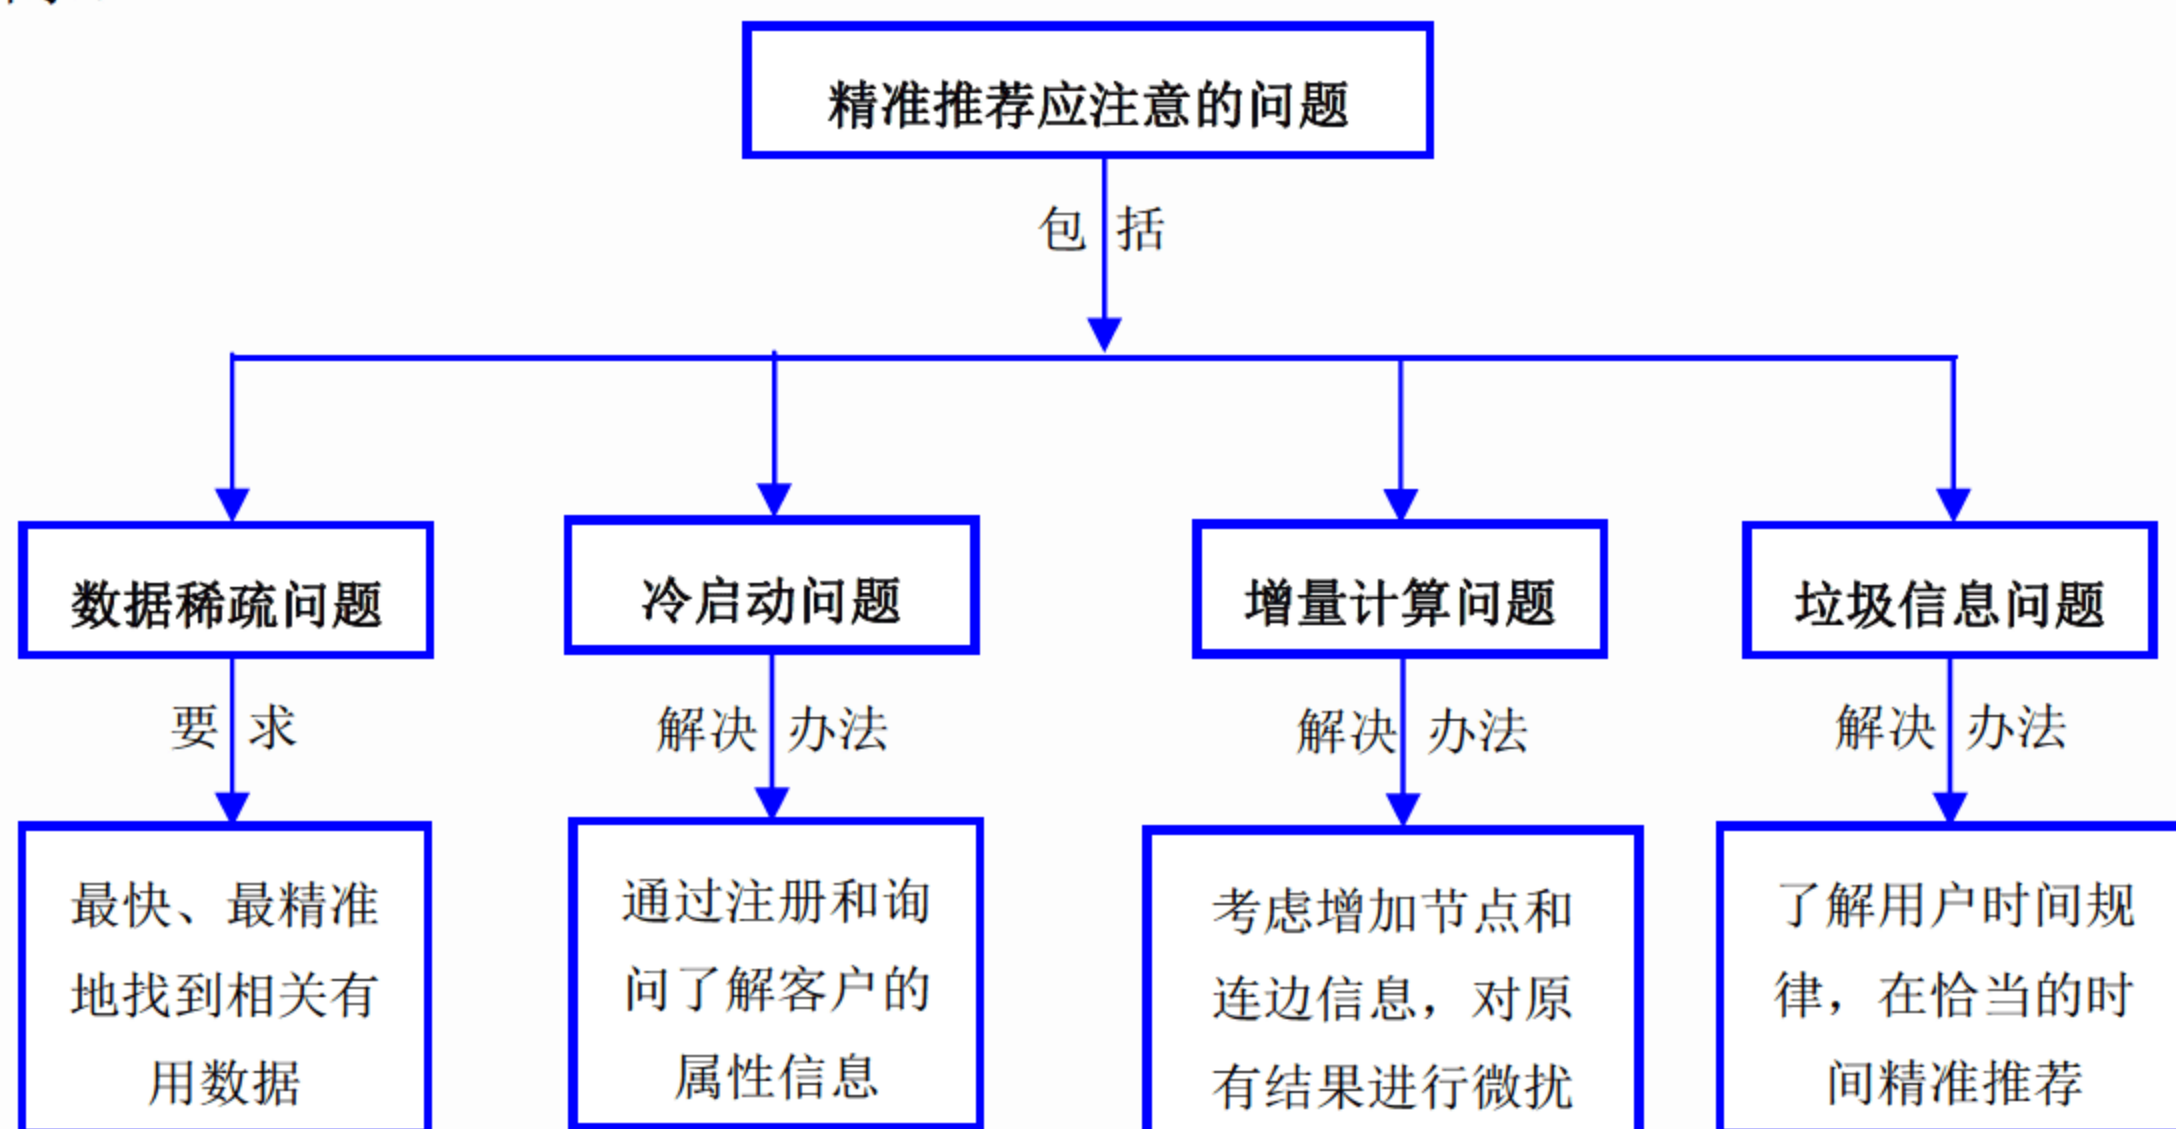 精准推荐应注意的问题
包括
数据稀疏问题
冷启动问题
增量计算问题
垃圾信息问题
要求
解决办法
解决办法
解决办法
最快、最精准
地找到相关有
用数据
通过注册和询
问了解客户的
属性信息
考虑增加节点和
连边信息，对原
有结果进行微扰
了解用户时间规
律，在恰当的时
间精准推荐